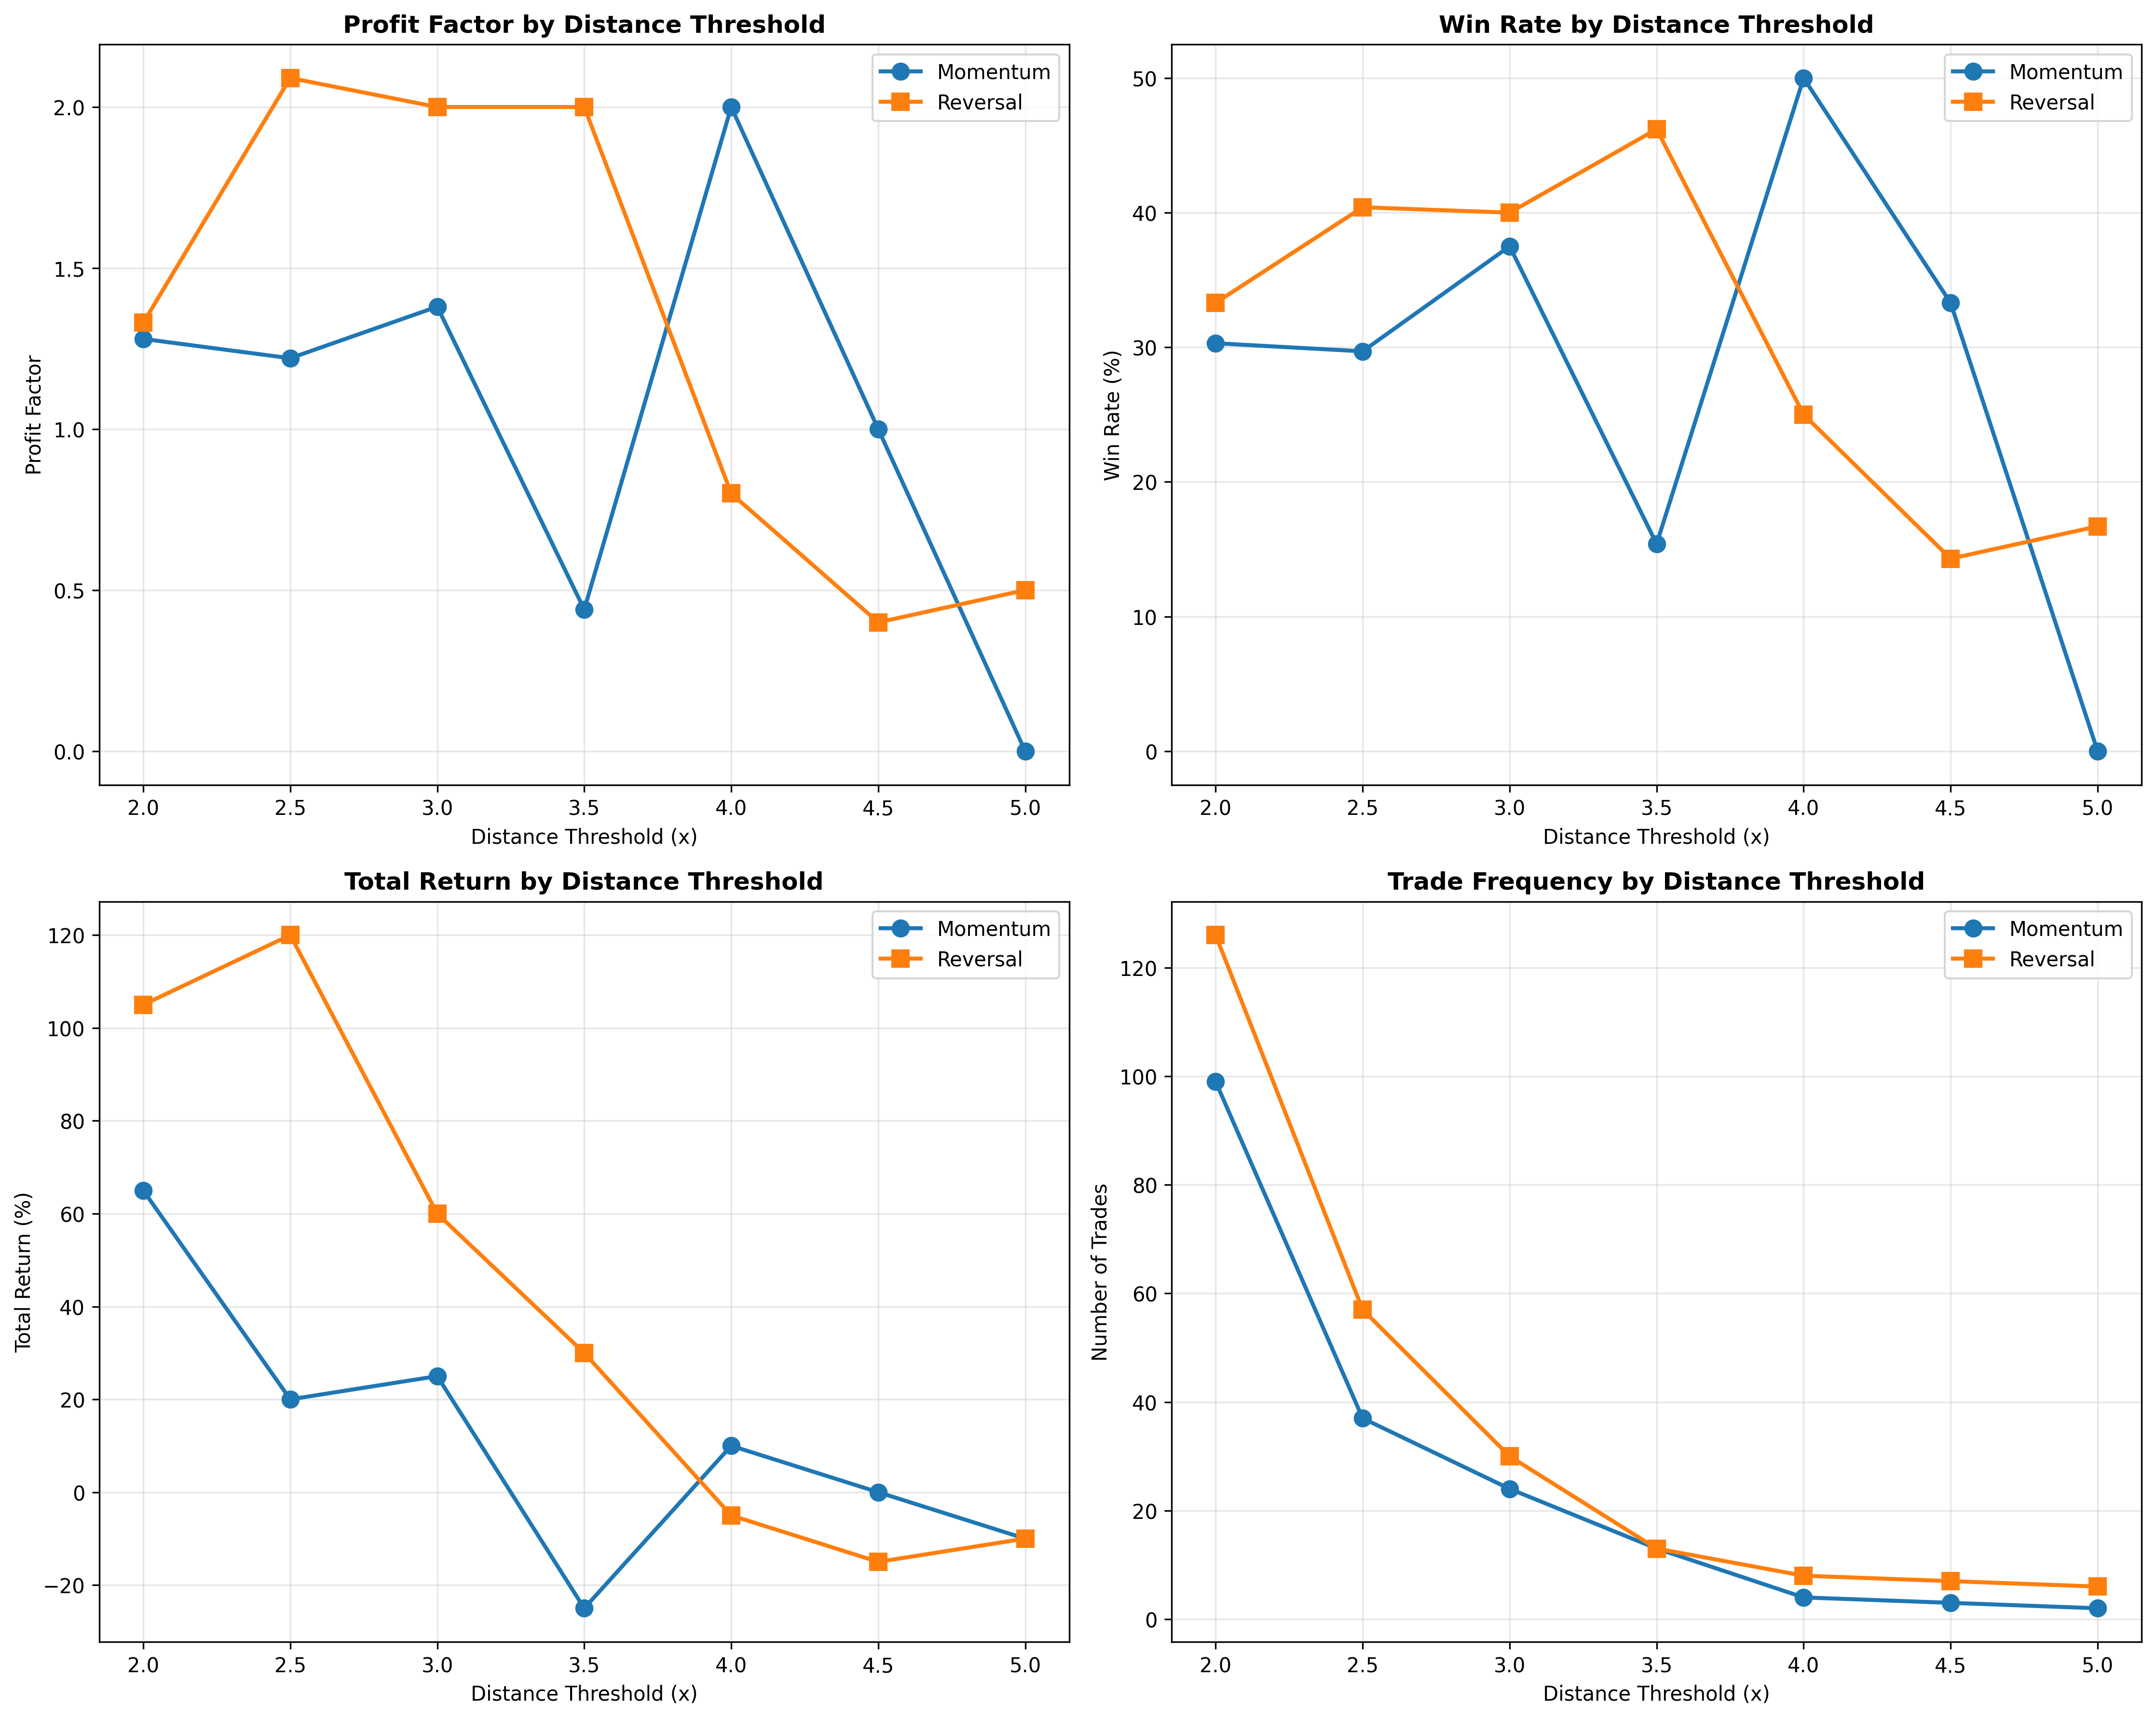 Profit Factor by Distance Threshold
Momentum
Reversal
Profit Factor
2.0
1.5
1.0
0.5
0.0
2.0 2.5 3.0 3.5 4.0 4.5 5.0
Distance Threshold (x)
Win Rate by Distance Threshold
Momentum
Reversal
Win Rate (%)
50
40
30
20
10
0
2.0 2.5 3.0 3.5 4.0 4.5 5.0
Distance Threshold (x)
Total Return by Distance Threshold
Momentum
Reversal
Total Return (%)
120
100
80
60
40
20
0
−20
2.0 2.5 3.0 3.5 4.0 4.5 5.0
Distance Threshold (x)
Trade Frequency by Distance Threshold
Momentum
Reversal
Number of Trades
120
100
80
60
40
20
0
2.0 2.5 3.0 3.5 4.0 4.5 5.0
Distance Threshold (x)